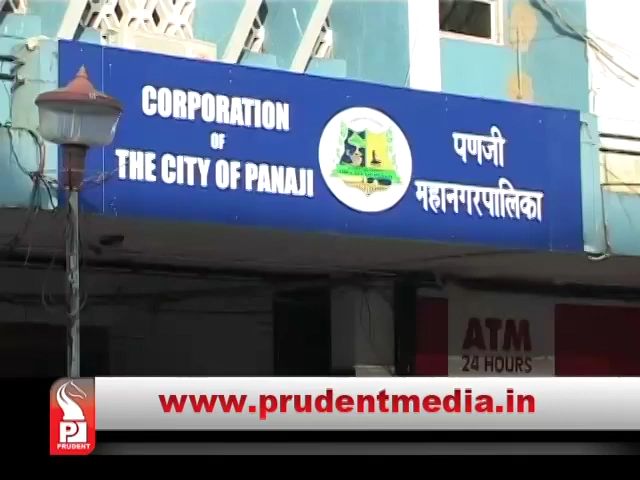 CORPORATION
OF
THE CITY OF PANAJI
पणजी
महानगरपालिका
ATM
24 HOURS
www.prudentmedia.in
PRUDENT